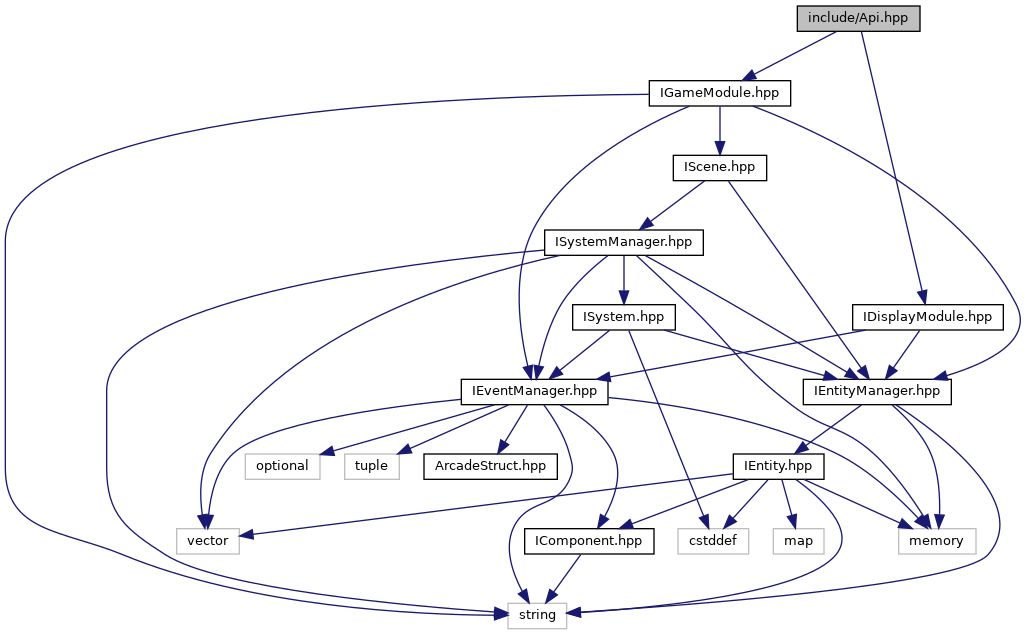 include/Api.hpp
IGameModule.hpp
IScene.hpp
ISystemManager.hpp
ISystem.hpp
IDisplayModule.hpp
IEventManager.hpp
IEntityManager.hpp
optional
tuple
ArcadeStruct.hpp
IEntity.hpp
vector
IComponent.hpp
cstddef
map
memory
string